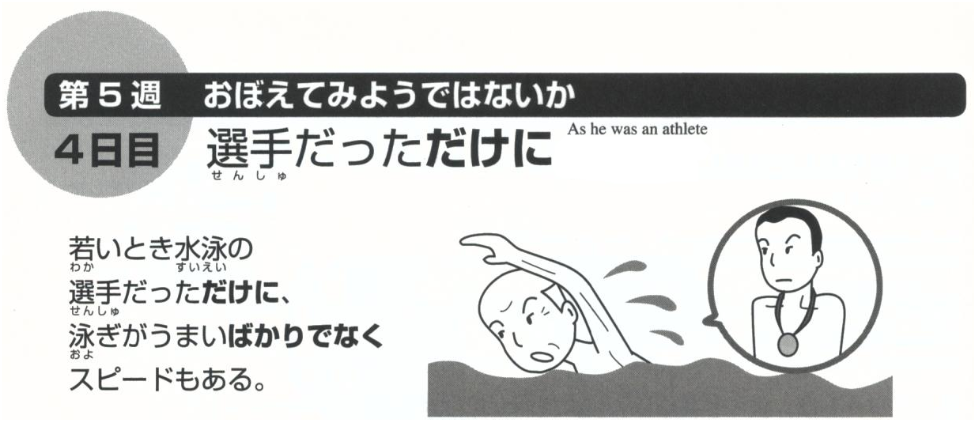 第5週 おぼえてみようではないか
4日目 選手だっただけに As he was an athlete
せんしゅ
若いとき水泳の
わか すいえい
選手だっただけに、
せんしゅ
泳ぎがうまいばかりでなく
およ
スピードもある。